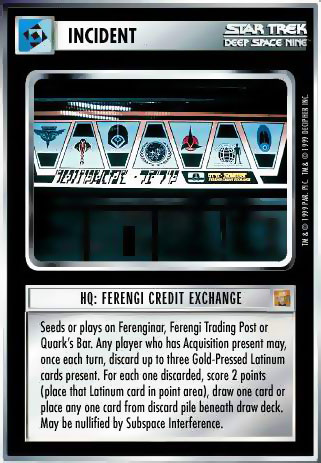 INCIDENT
STAR TREK
DEEP SPACE NINE
TM & © 1999 PAR. PIC. TM & © 1999 DECIPHER INC.
FERENGI CREDIT EXCHANGE
HQ: FERENGI CREDIT EXCHANGE
Seeds or plays on Ferenginar, Ferengi Trading Post or
Quark's Bar. Any player who has Acquisition present may,
once each turn, discard up to three Gold-Pressed Latinum
cards present. For each one discarded, score 2 points
(place that Latinum card in point area), draw one card or
place any one card from discard pile beneath draw deck.
May be nullified by Subspace Interference.